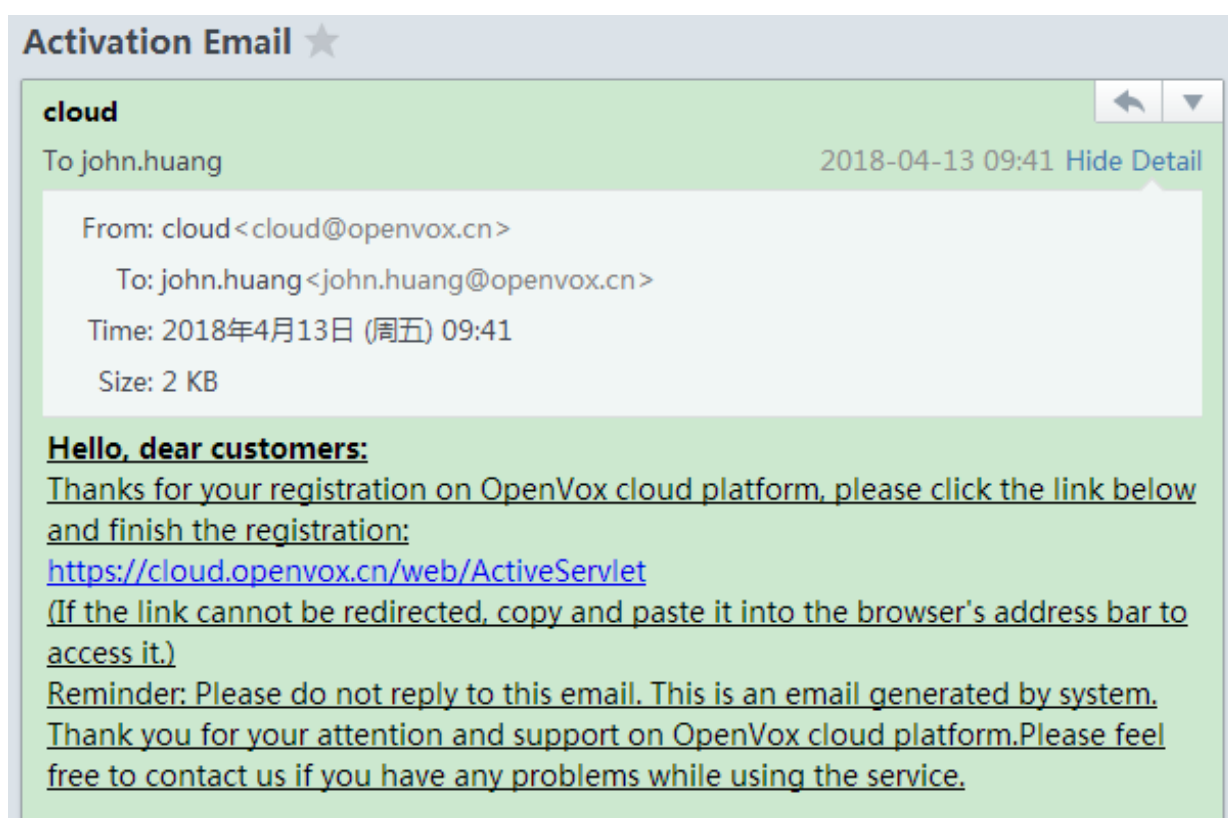 Activation Email
cloud
To john.huang
2018-04-13 09:41 Hide Detail
From: cloud<cloud@openvox.cn>
To: john.huang<john.huang@openvox.cn>
Time: 2018年4月13日 (周五) 09:41
Size: 2 KB
Hello, dear customers:
Thanks for your registration on OpenVox cloud platform, please click the link below
and finish the registration:
https://cloud.openvox.cn/web/ActiveServlet
(If the link cannot be redirected, copy and paste it into the browser's address bar to
access it.)
Reminder: Please do not reply to this email. This is an email generated by system.
Thank you for your attention and support on OpenVox cloud platform.Please feel
free to contact us if you have any problems while using the service.